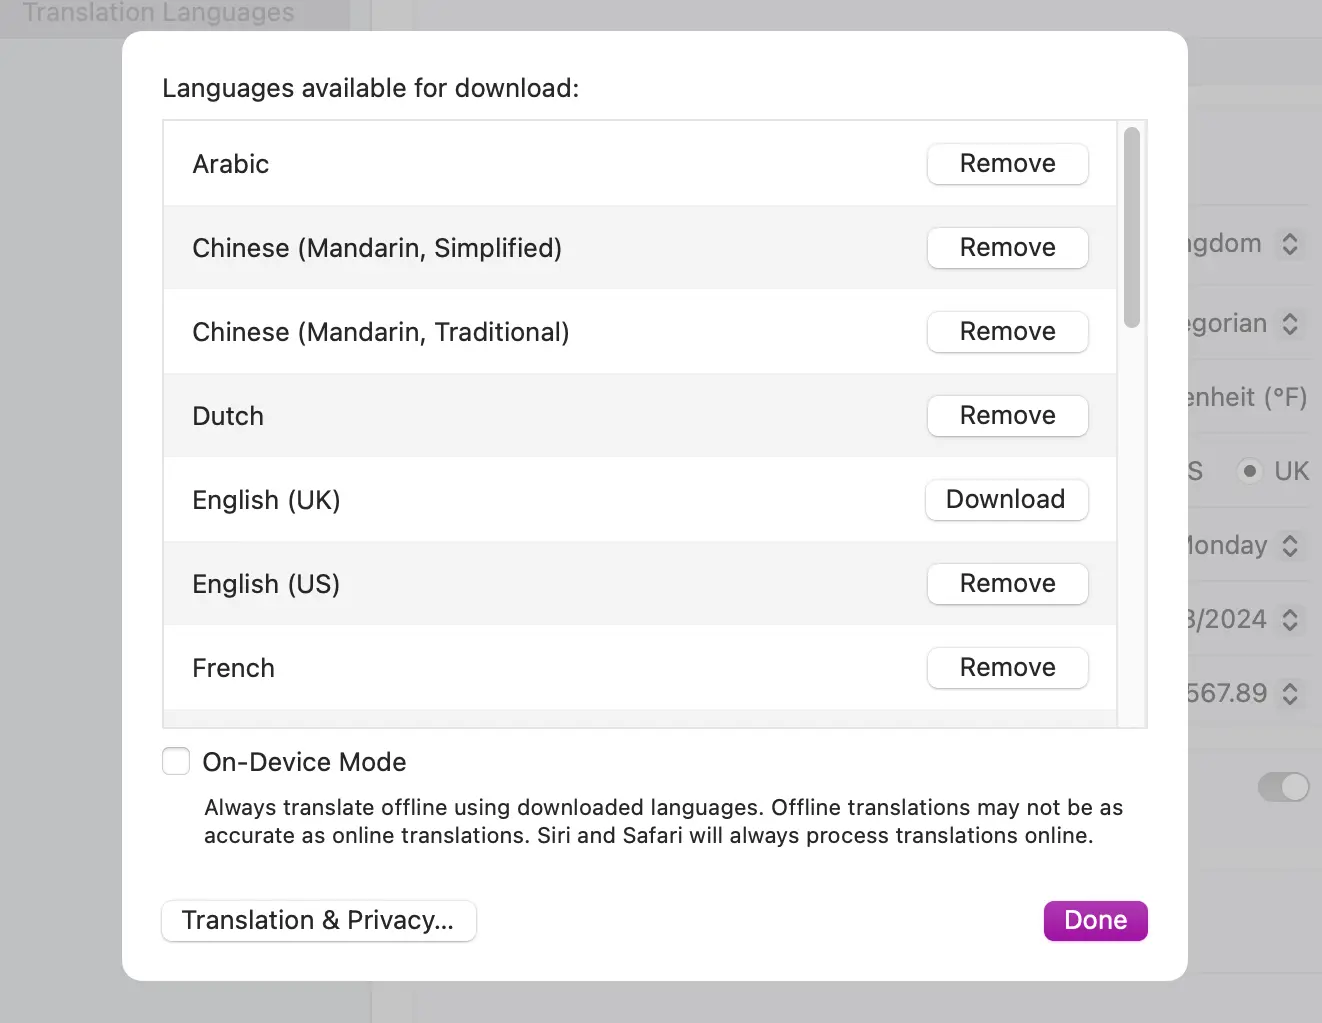 Translation Languages
Languages available for download:
Arabic
Remove
Chinese (Mandarin, Simplified)
Remove
Chinese (Mandarin, Traditional)
Remove
Dutch
Remove
English (UK)
Download
English (US)
Remove
French
Remove
On-Device Mode
Always translate offline using downloaded languages. Offline translations may not be as
accurate as online translations. Siri and Safari will always process translations online.
Translation & Privacy...
Done
ngdom
egorian
enheit (°F)
S UK
Monday
3/2024
567.89